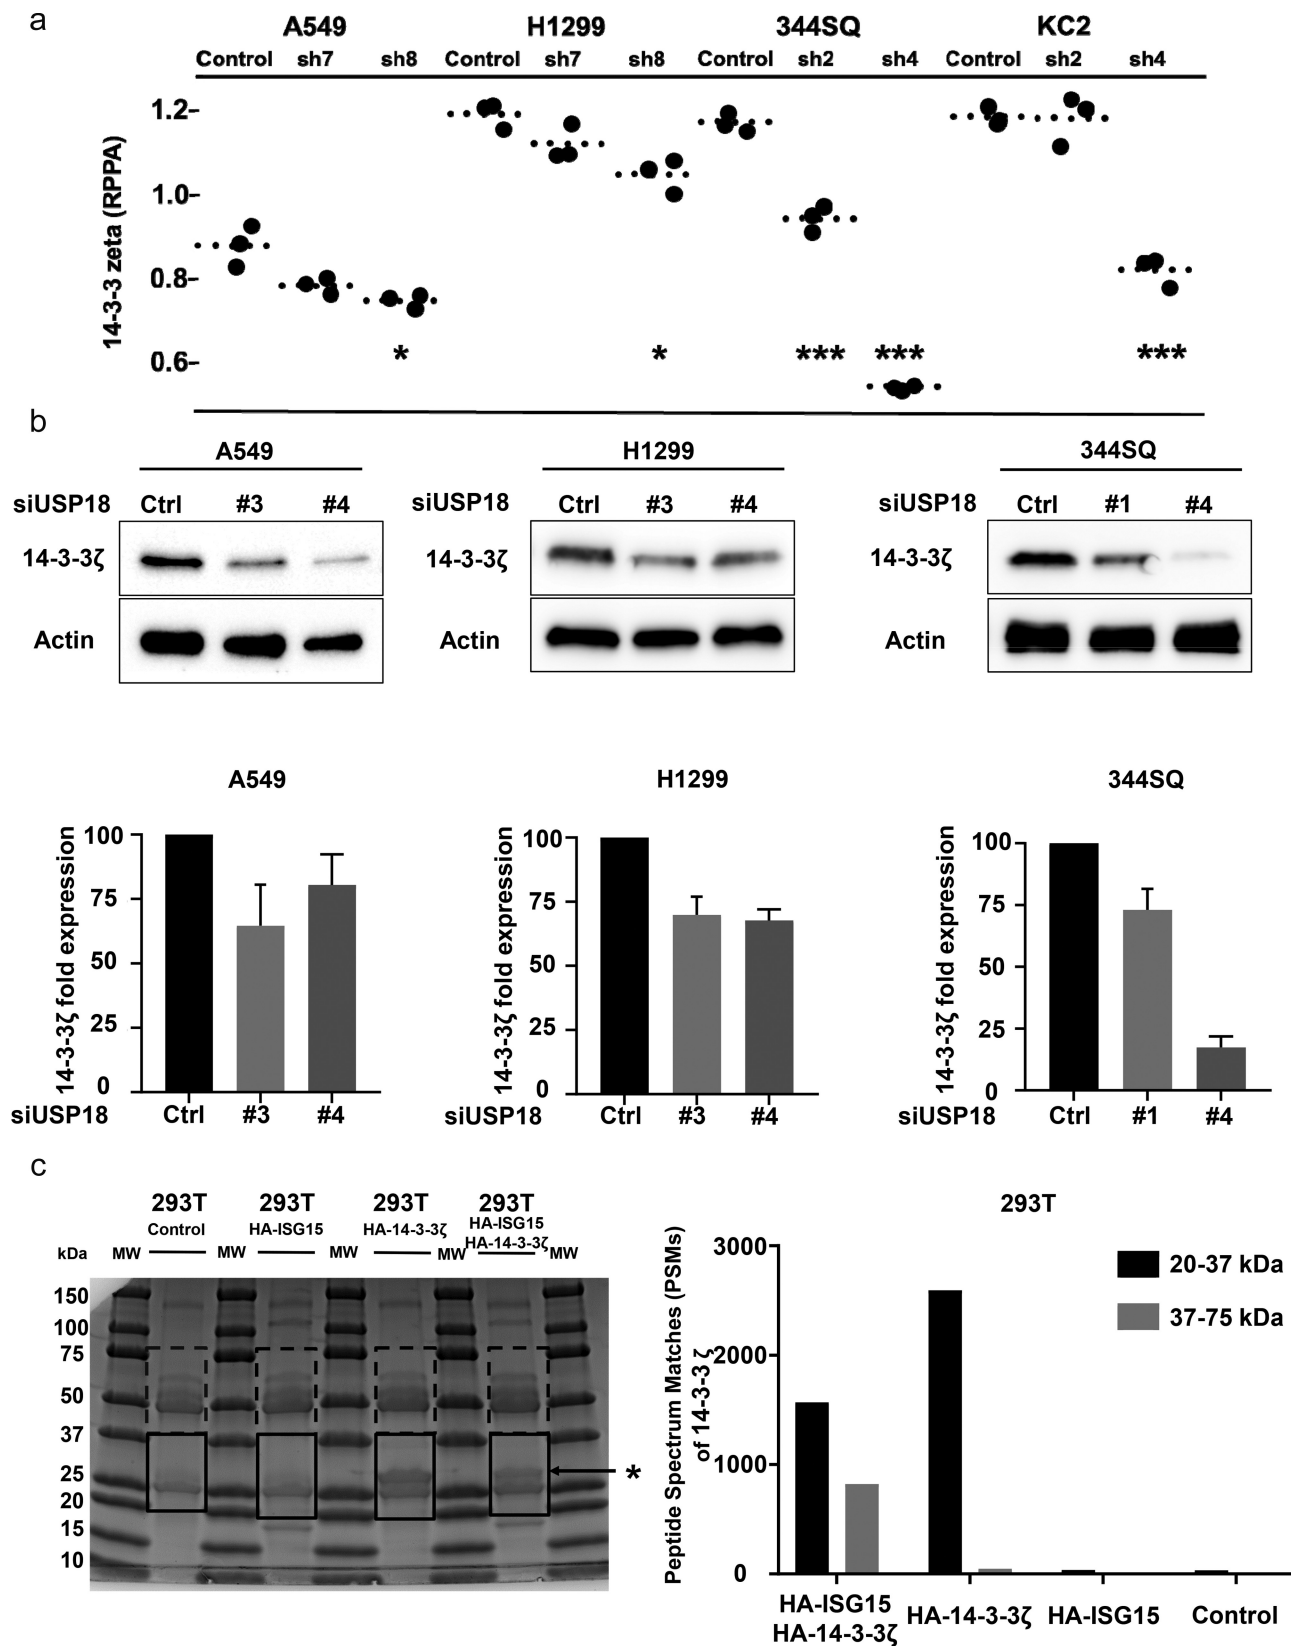 a
A549 H1299 344SQ KC2
Control sh7 sh8 Control sh7 sh8 Control sh2 sh4 Control sh2 sh4
14-3-3 zeta (RPPA)
1.2
1.0
0.8
0.6
* * *** *** ***
b
A549 H1299 344SQ
siUSP18 Ctrl #3 #4 siUSP18 Ctrl #3 #4 siUSP18 Ctrl #1 #4
14-3-3ζ 14-3-3ζ 14-3-3ζ
Actin Actin Actin
A549
14-3-3ζ fold expression
100
75
50
25
0
siUSP18 Ctrl #3 #4
H1299
14-3-3ζ fold expression
100
75
50
25
0
siUSP18 Ctrl #3 #4
344SQ
14-3-3ζ fold expression
100
75
50
25
0
siUSP18 Ctrl #1 #4
c
293T 293T 293T 293T
Control HA-ISG15 HA-14-3-3ζ HA-ISG15
HA-14-3-3ζ
kDa MW MW MW MW MW
150
100
75
50
37
25
20
15
10
*
293T
Peptide Spectrum Matches (PSMs)
of 14-3-3 ζ
3000
2000
1000
0
20-37 kDa
37-75 kDa
HA-ISG15
HA-14-3-3ζ
HA-14-3-3ζ
HA-ISG15
Control